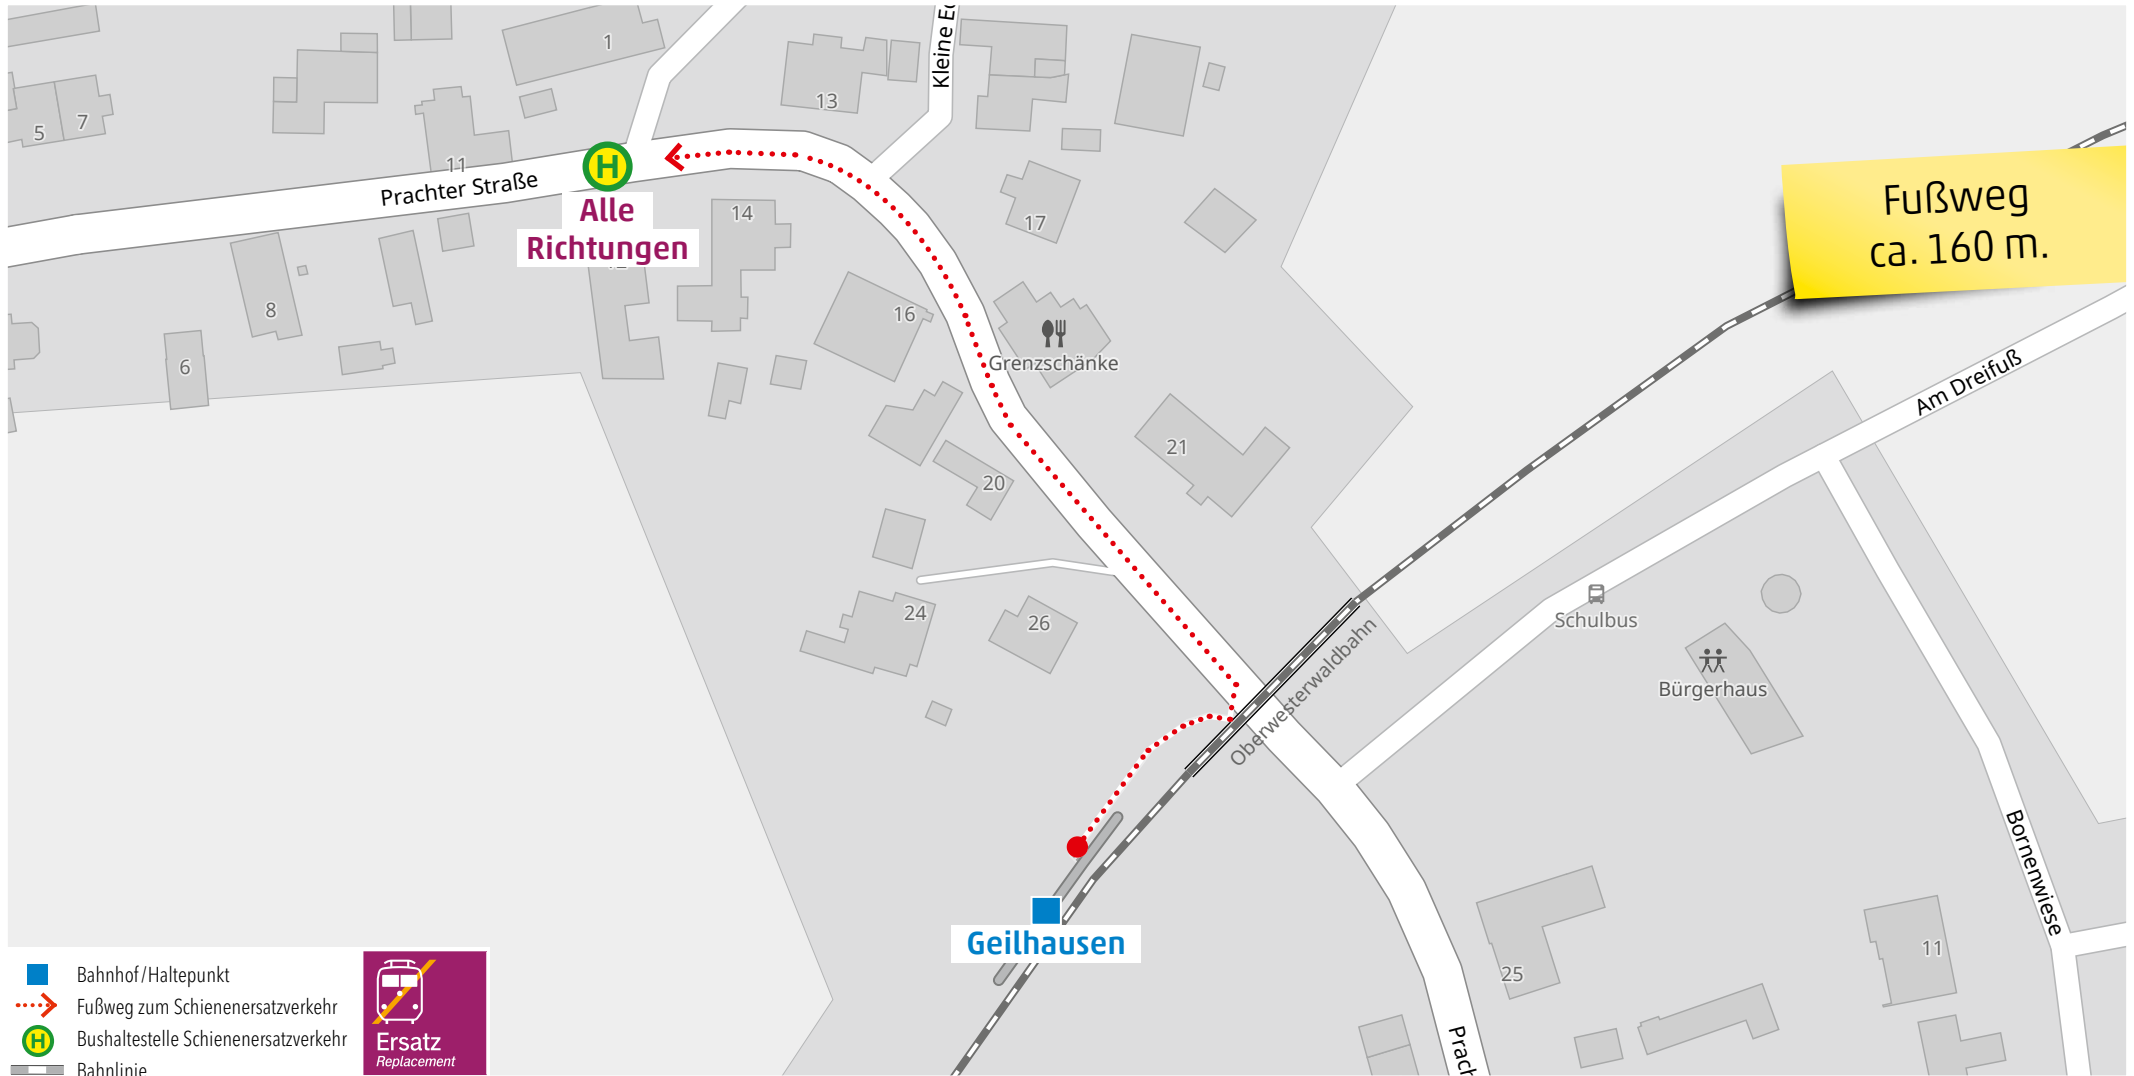 1
Kleine
13
5
7
11
Prachter Straße
H
Alle
Richtungen
14
17
Fußweg
ca. 160 m.
8
16
6
Grenzschänke
Am Dreifuß
21
20
Schulbus
24
26
Bürgerhaus
Oberwesterwaldbahn
Bornenwiese
Geilhausen
25
11
Bahnhof/Haltepunkt
Fußweg zum Schienenersatzverkehr
H
Bushaltestelle Schienenersatzverkehr
Bahnlinie
Ersatz
Replacement